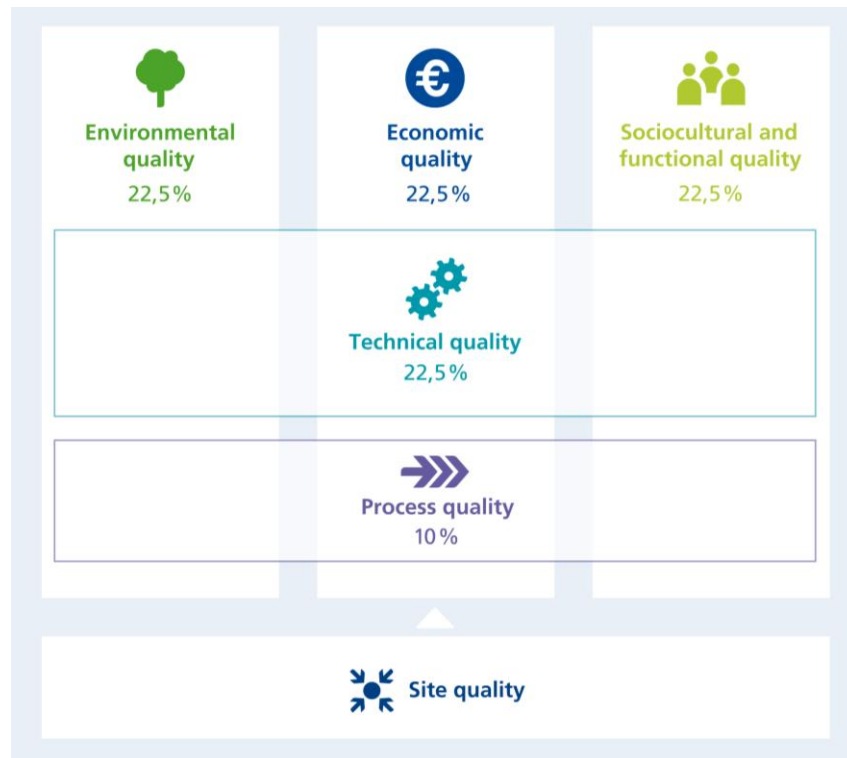 Environmental
quality
22,5%
Economic
quality
22,5%
Sociocultural and
functional quality
22,5%
Technical quality
22,5%
Process quality
10%
Site quality